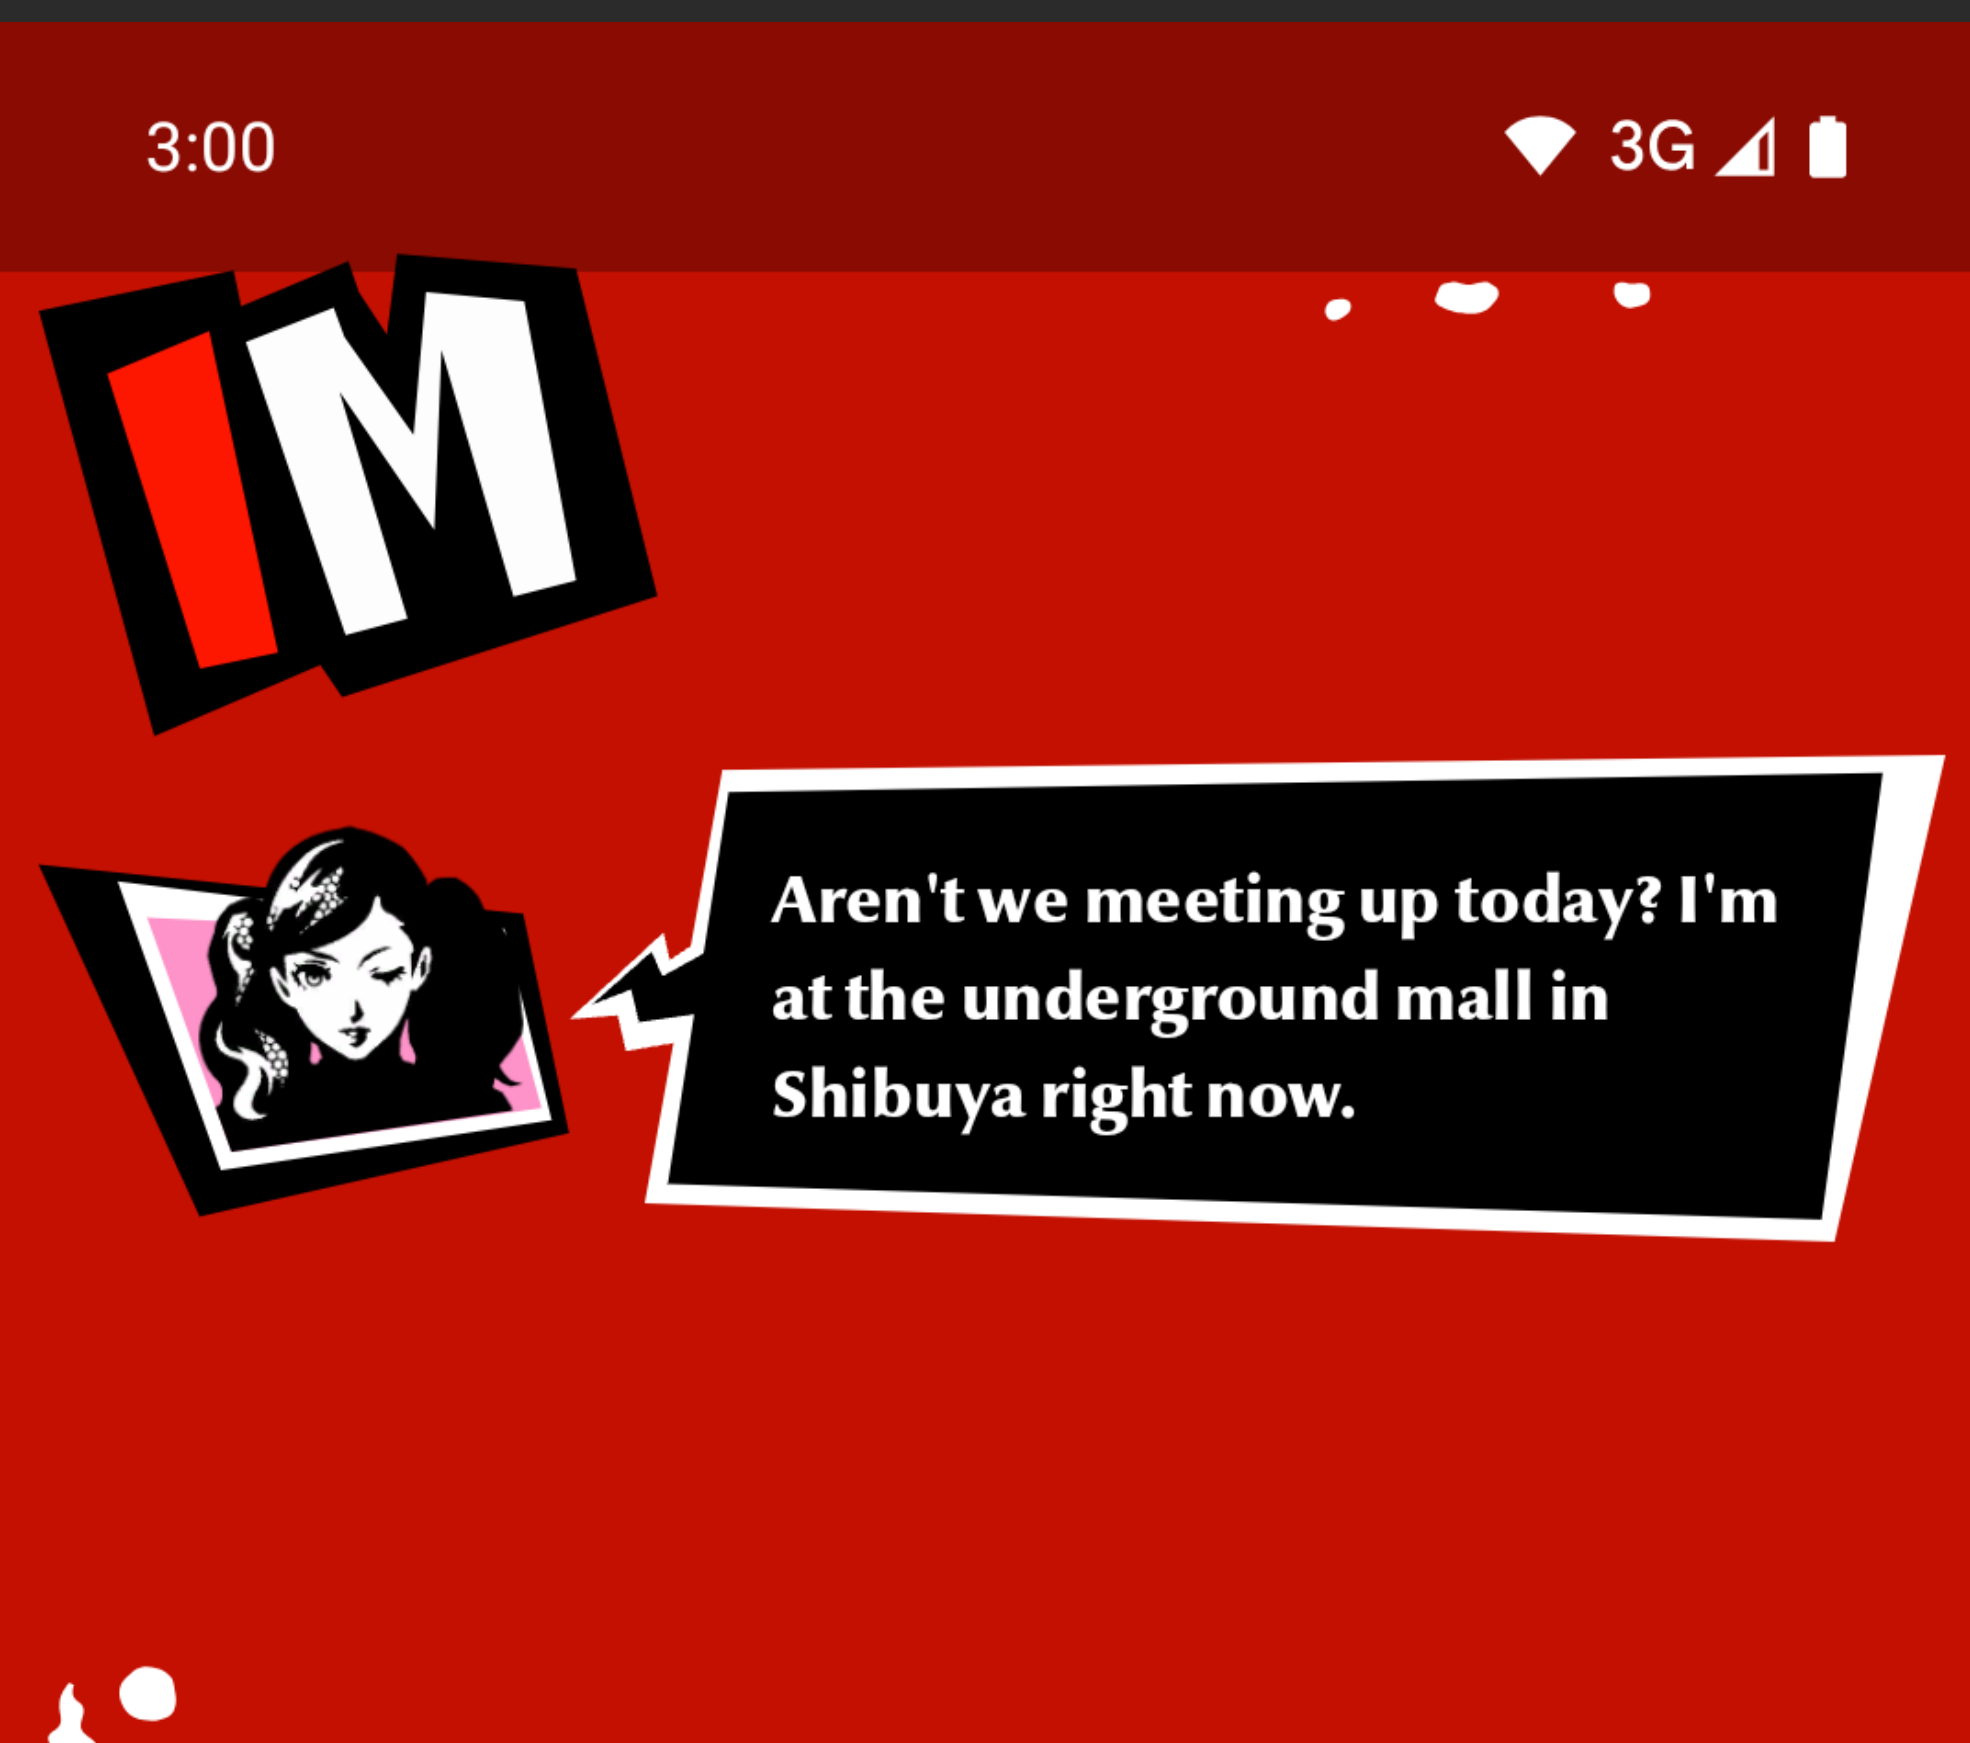 3:00
3G
IM
Aren't we meeting up today? I'm
at the underground mall in
Shibuya right now.